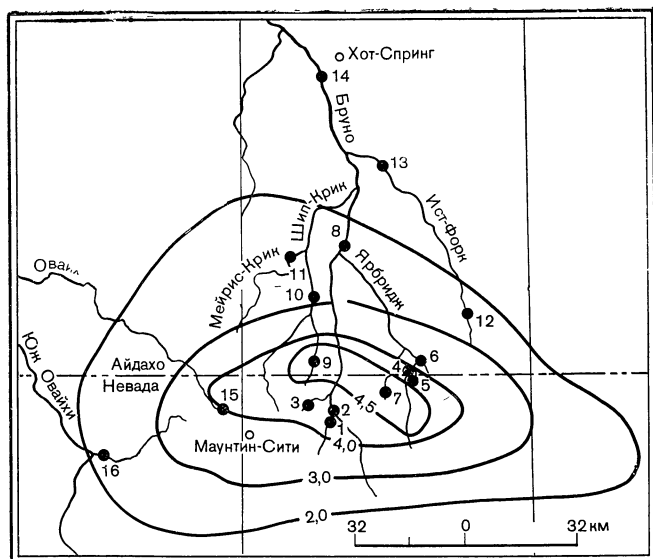 Хот-Спринг
14
Бруно
13
Шип-Крик
Ист-форк
8
Мейрис-Крик
Ярбридж
11
Овайх
10
12
Юж Овайхи
6
Айдахо
9
4
Невада
5
15
3
2
7
4,5
1
Маунтин-Сити
4,0
16
3,0
2,0
32
0
32 км